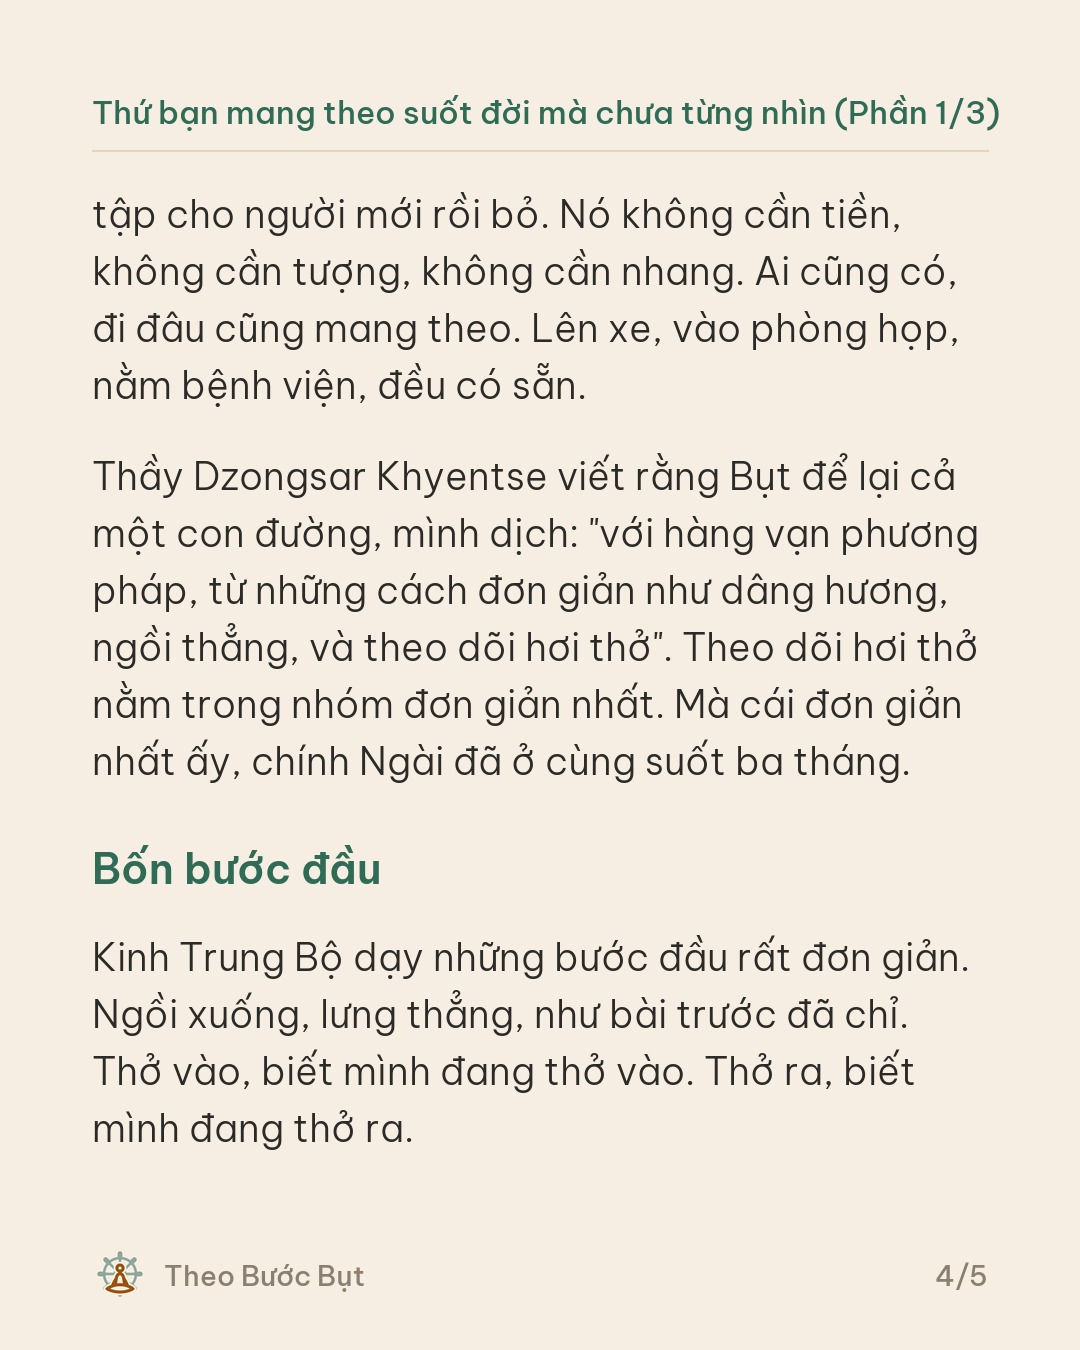 Thứ bạn mang theo suốt đời mà chưa từng nhìn (Phần 1/3)
tập cho người mới rồi bỏ. Nó không cần tiền,
không cần tượng, không cần nhang. Ai cũng có,
đi đâu cũng mang theo. Lên xe, vào phòng họp,
nằm bệnh viện, đều có sẵn.
Thầy Dzongsar Khyentse viết rằng Bụt để lại cả
một con đường, mình dịch: "với hàng vạn phương
pháp, từ những cách đơn giản như dâng hương,
ngồi thẳng, và theo dõi hơi thở". Theo dõi hơi thở
nằm trong nhóm đơn giản nhất. Mà cái đơn giản
nhất ấy, chính Ngài đã ở cùng suốt ba tháng.
Bốn bước đầu
Kinh Trung Bộ dạy những bước đầu rất đơn giản.
Ngồi xuống, lưng thẳng, như bài trước đã chỉ.
Thở vào, biết mình đang thở vào. Thở ra, biết
mình đang thở ra.
Theo Bước Bụt
4/5